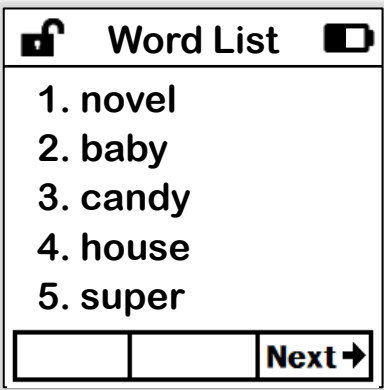 Word List
1. novel
2. baby
3. candy
4. house
5. super
Next→